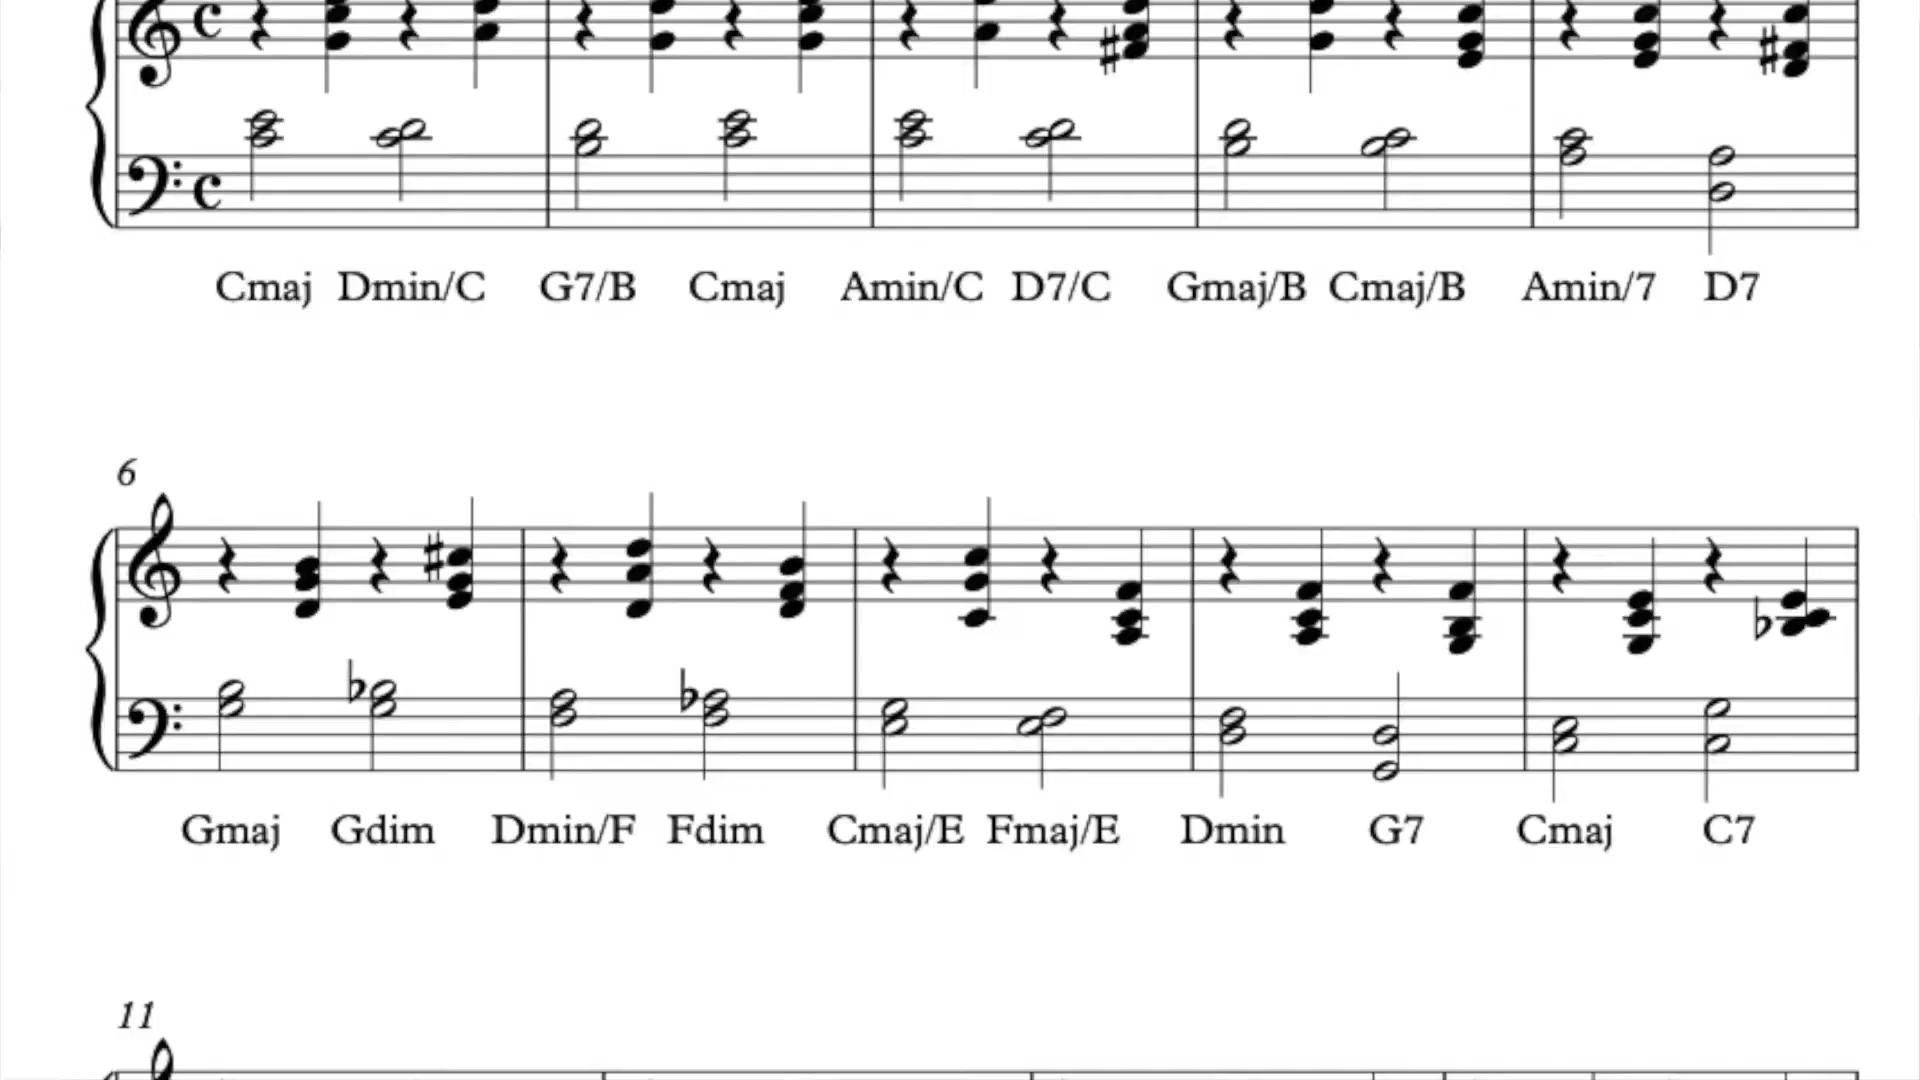 Cmaj Dmin/C G7/B Cmaj Amin/C D7/C Gmaj/B Cmaj/B Amin/7 D7
6
Gmaj Gdim Dmin/F Fdim Cmaj/E Fmaj/E Dmin G7 Cmaj C7
11